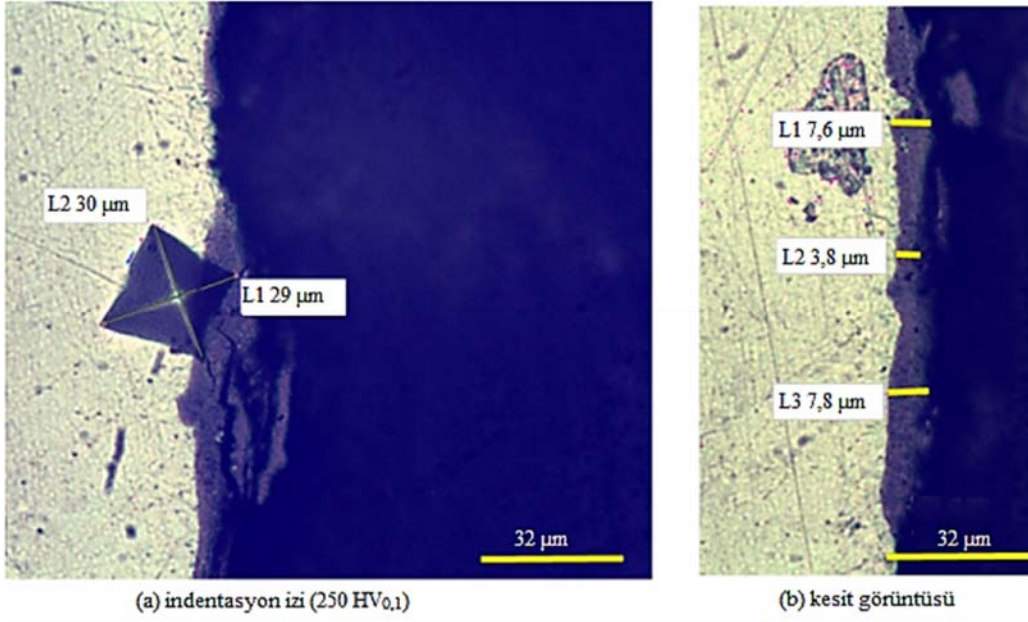 L2 30 µm
L1 29 µm
32 µm
(a) indentasyon izi (250 HV₀,₁)
L1 7,6 µm
L2 3,8 µm
L3 7,8 µm
32 µm
(b) kesit görüntüsü